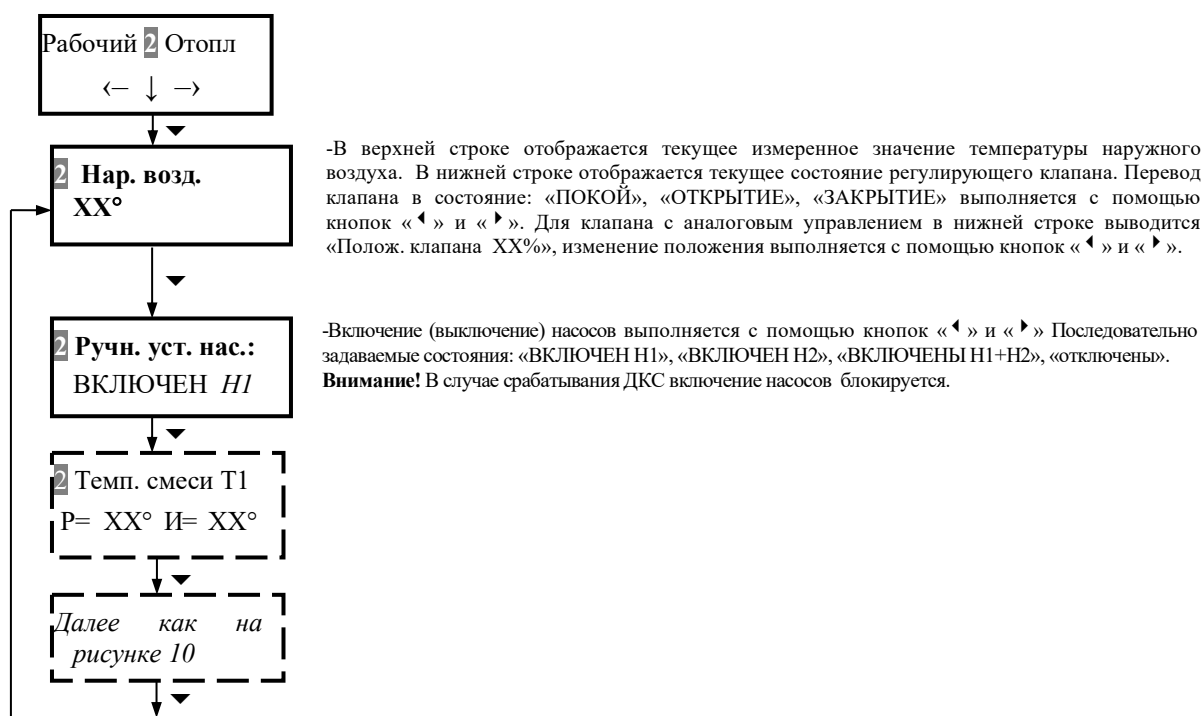 Рабочий 2 Отопл
‹– ↓ –›
2 Нар. возд.
XX°
-В верхней строке отображается текущее измеренное значение температуры наружного
воздуха. В нижней строке отображается текущее состояние регулирующего клапана. Перевод
клапана в состояние: «ПОКОЙ», «ОТКРЫТИЕ», «ЗАКРЫТИЕ» выполняется с помощью
кнопок «◄» и «►». Для клапана с аналоговым управлением в нижней строке выводится
«Полож. клапана XX%», изменение положения выполняется с помощью кнопок «◄» и «►».
2 Ручн. уст. нас.:
ВКЛЮЧЕН Н1
-Включение (выключение) насосов выполняется с помощью кнопок «◄» и «►» Последовательно
задаваемые состояния: «ВКЛЮЧЕН Н1», «ВКЛЮЧЕН Н2», «ВКЛЮЧЕНЫ Н1+Н2», «отключены».
Внимание! В случае срабатывания ДКС включение насосов блокируется.
2 Темп. смеси Т1
Р= XX° И= XX°
Далее как на
рисунке 10